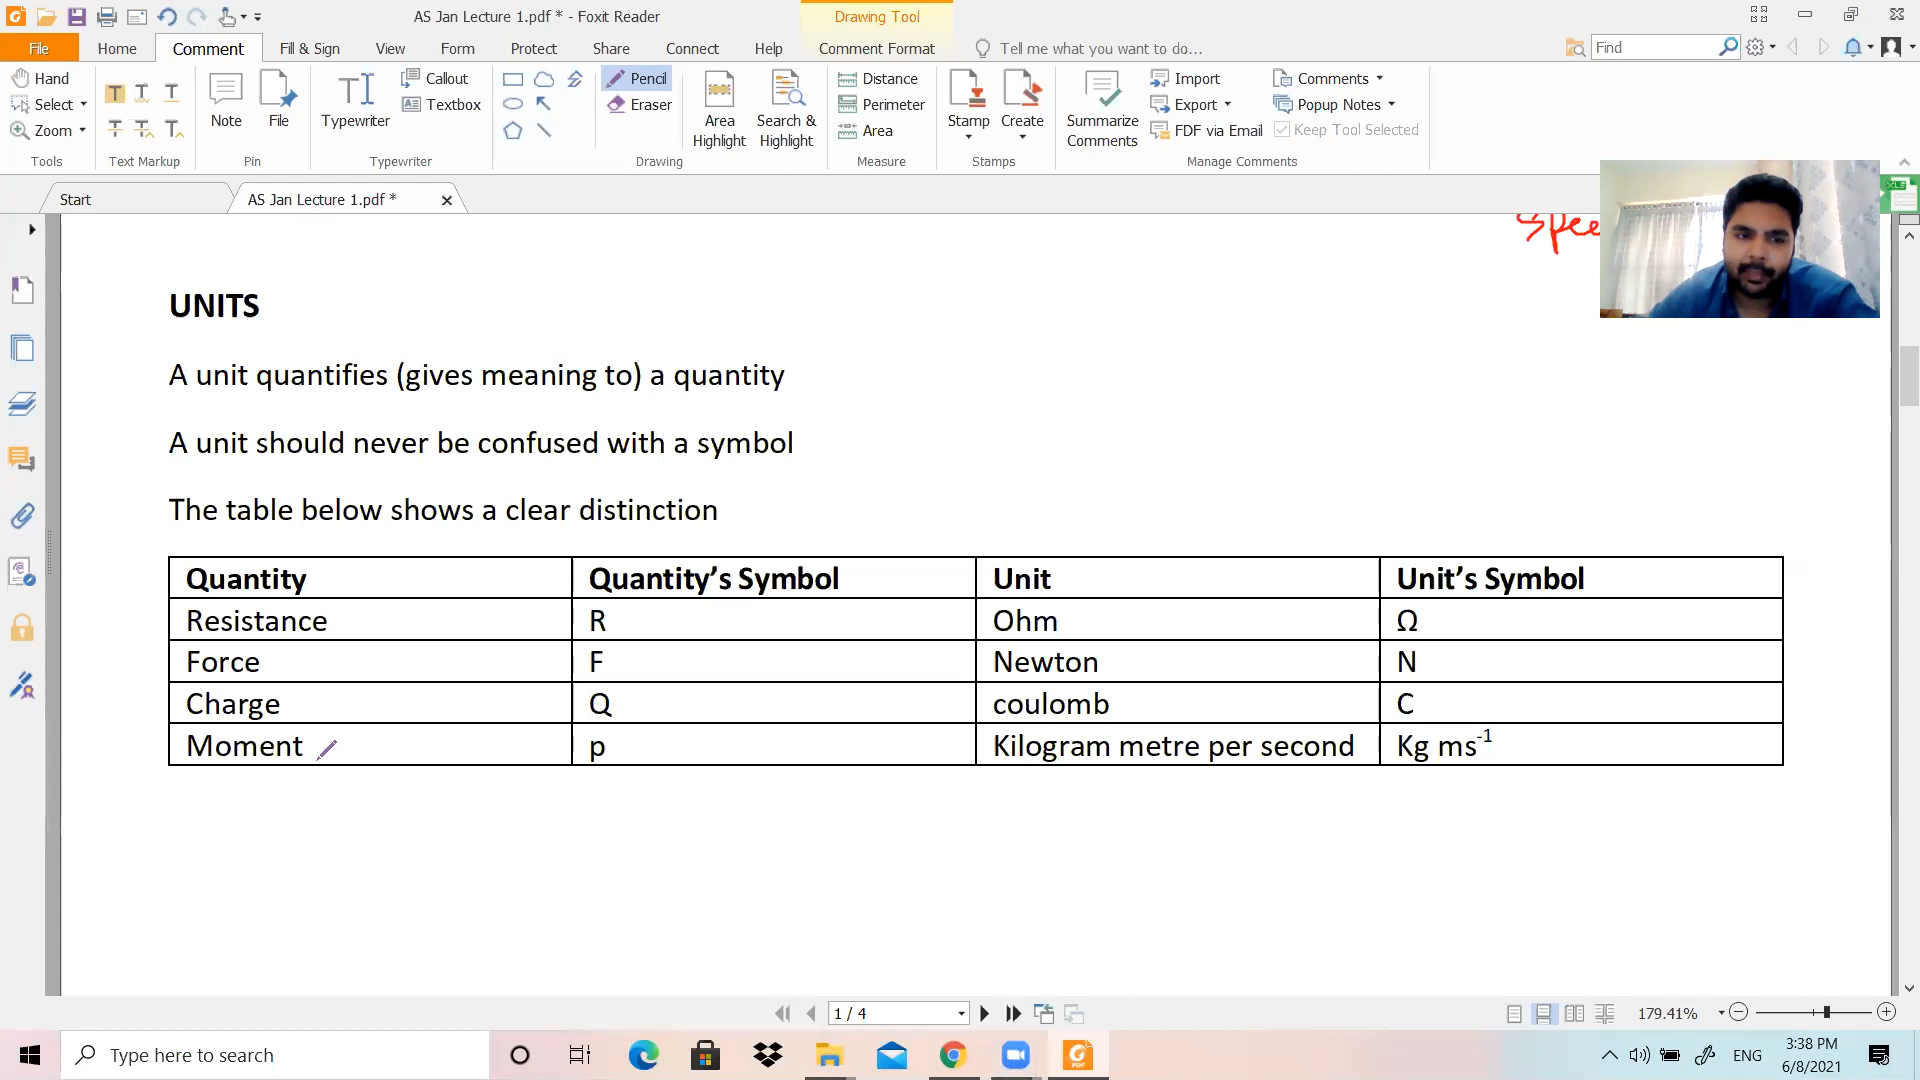 AS Jan Lecture 1.pdf * - Foxit Reader
Drawing Tool
File Home Comment Fill & Sign View Form Protect Share Connect Help Comment Format Tell me what you want to do... Find
Hand
Select
Zoom
Tools
Text Markup
Note
File
Pin
Typewriter
Callout
Textbox
Typewriter
Pencil
Eraser
Area Highlight
Search & Highlight
Drawing
Distance
Perimeter
Area
Measure
Stamp
Create
Stamps
Summarize Comments
Import
Export
FDF via Email
Comments
Popup Notes
Keep Tool Selected
Manage Comments
Start AS Jan Lecture 1.pdf *
UNITS
A unit quantifies (gives meaning to) a quantity
A unit should never be confused with a symbol
The table below shows a clear distinction
Quantity Quantity's Symbol Unit Unit's Symbol
Resistance R Ohm Ω
Force F Newton N
Charge Q coulomb C
Moment p Kilogram metre per second Kg ms-1
1 / 4
179.41%
Type here to search
ENG
3:38 PM
6/8/2021